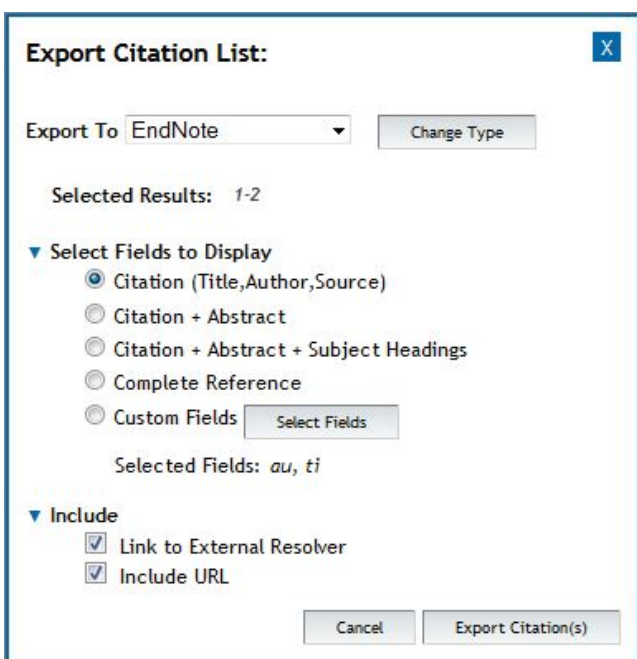 Export Citation List: X
Export To EndNote Change Type
Selected Results: 1-2
Select Fields to Display
Citation (Title,Author,Source)
Citation + Abstract
Citation + Abstract + Subject Headings
Complete Reference
Custom Fields Select Fields
Selected Fields: au, ti
Include
Link to External Resolver
Include URL
Cancel Export Citation(s)